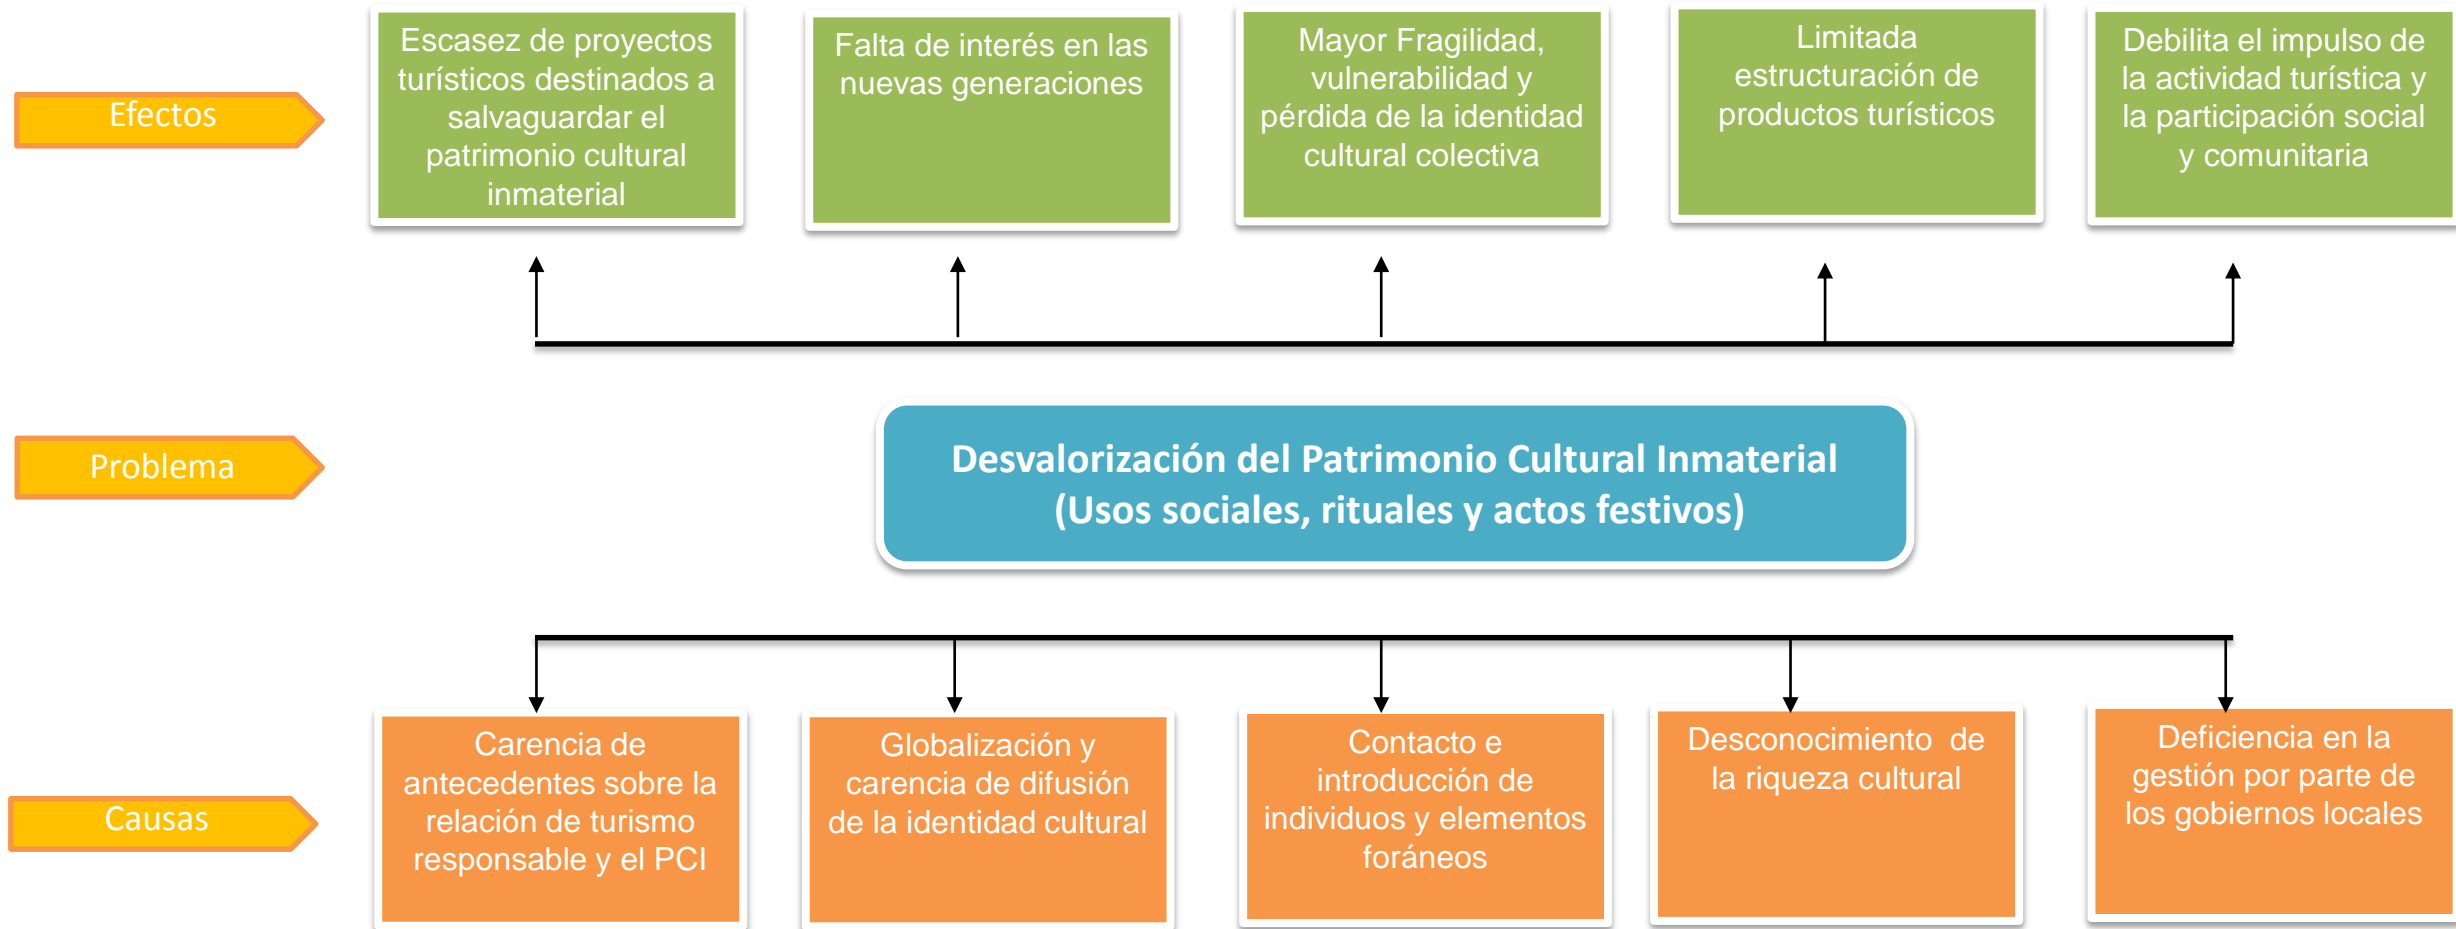 Efectos
Escasez de proyectos
turísticos destinados a
salvaguardar el
patrimonio cultural
inmaterial
Falta de interés en las
nuevas generaciones
Mayor Fragilidad,
vulnerabilidad y
pérdida de la identidad
cultural colectiva
Limitada
estructuración de
productos turísticos
Debilita el impulso de
la actividad turística y
la participación social
y comunitaria
Problema
Desvalorización del Patrimonio Cultural Inmaterial
(Usos sociales, rituales y actos festivos)
Causas
Carencia de
antecedentes sobre la
relación de turismo
responsable y el PCI
Globalización y
carencia de difusión
de la identidad cultural
Contacto e
introducción de
individuos y elementos
foráneos
Desconocimiento de
la riqueza cultural
Deficiencia en la
gestión por parte de
los gobiernos locales